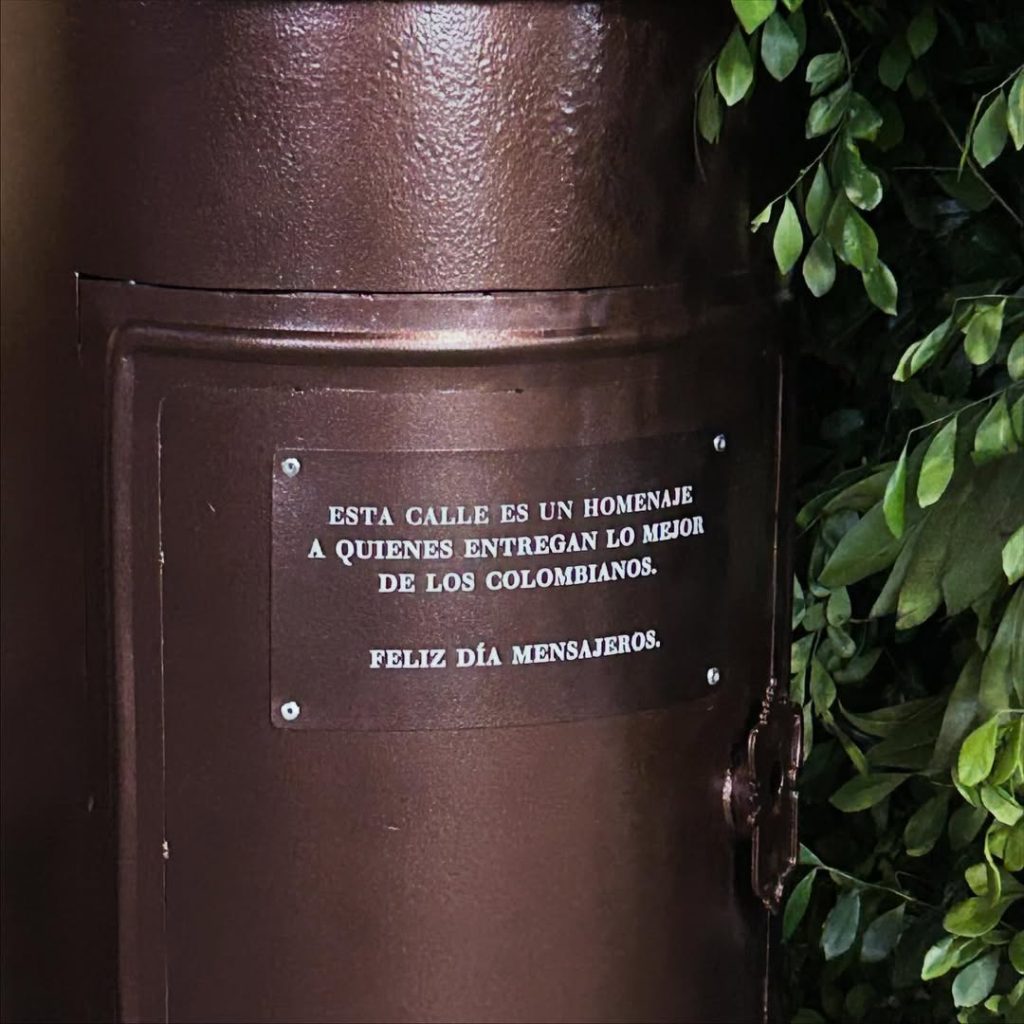 ESTA CALLE ES UN HOMENAJE
A QUIENES ENTREGAN LO MEJOR
DE LOS COLOMBIANOS.
FELIZ DÍA MENSAJEROS.